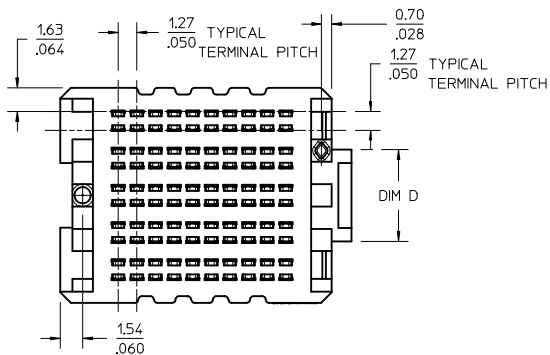 1.63
.064
1.27
.050
TYPICAL
TERMINAL PITCH
0.70
.028
1.27
.050
TYPICAL
TERMINAL PITCH
DIM D
1.54
.060